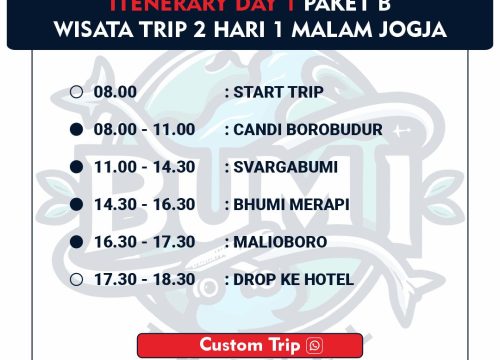 ITENERARY DAY 1 PAKET B
WISATA TRIP 2 HARI 1 MALAM JOGJA
08.00 : START TRIP
08.00 - 11.00 : CANDI BOROBUDUR
11.00 - 14.30 : SVARGABUMI
14.30 - 16.30 : BHUMI MERAPI
16.30 - 17.30 : MALIOBORO
17.30 - 18.30 : DROP KE HOTEL
BUMI
Custom Trip